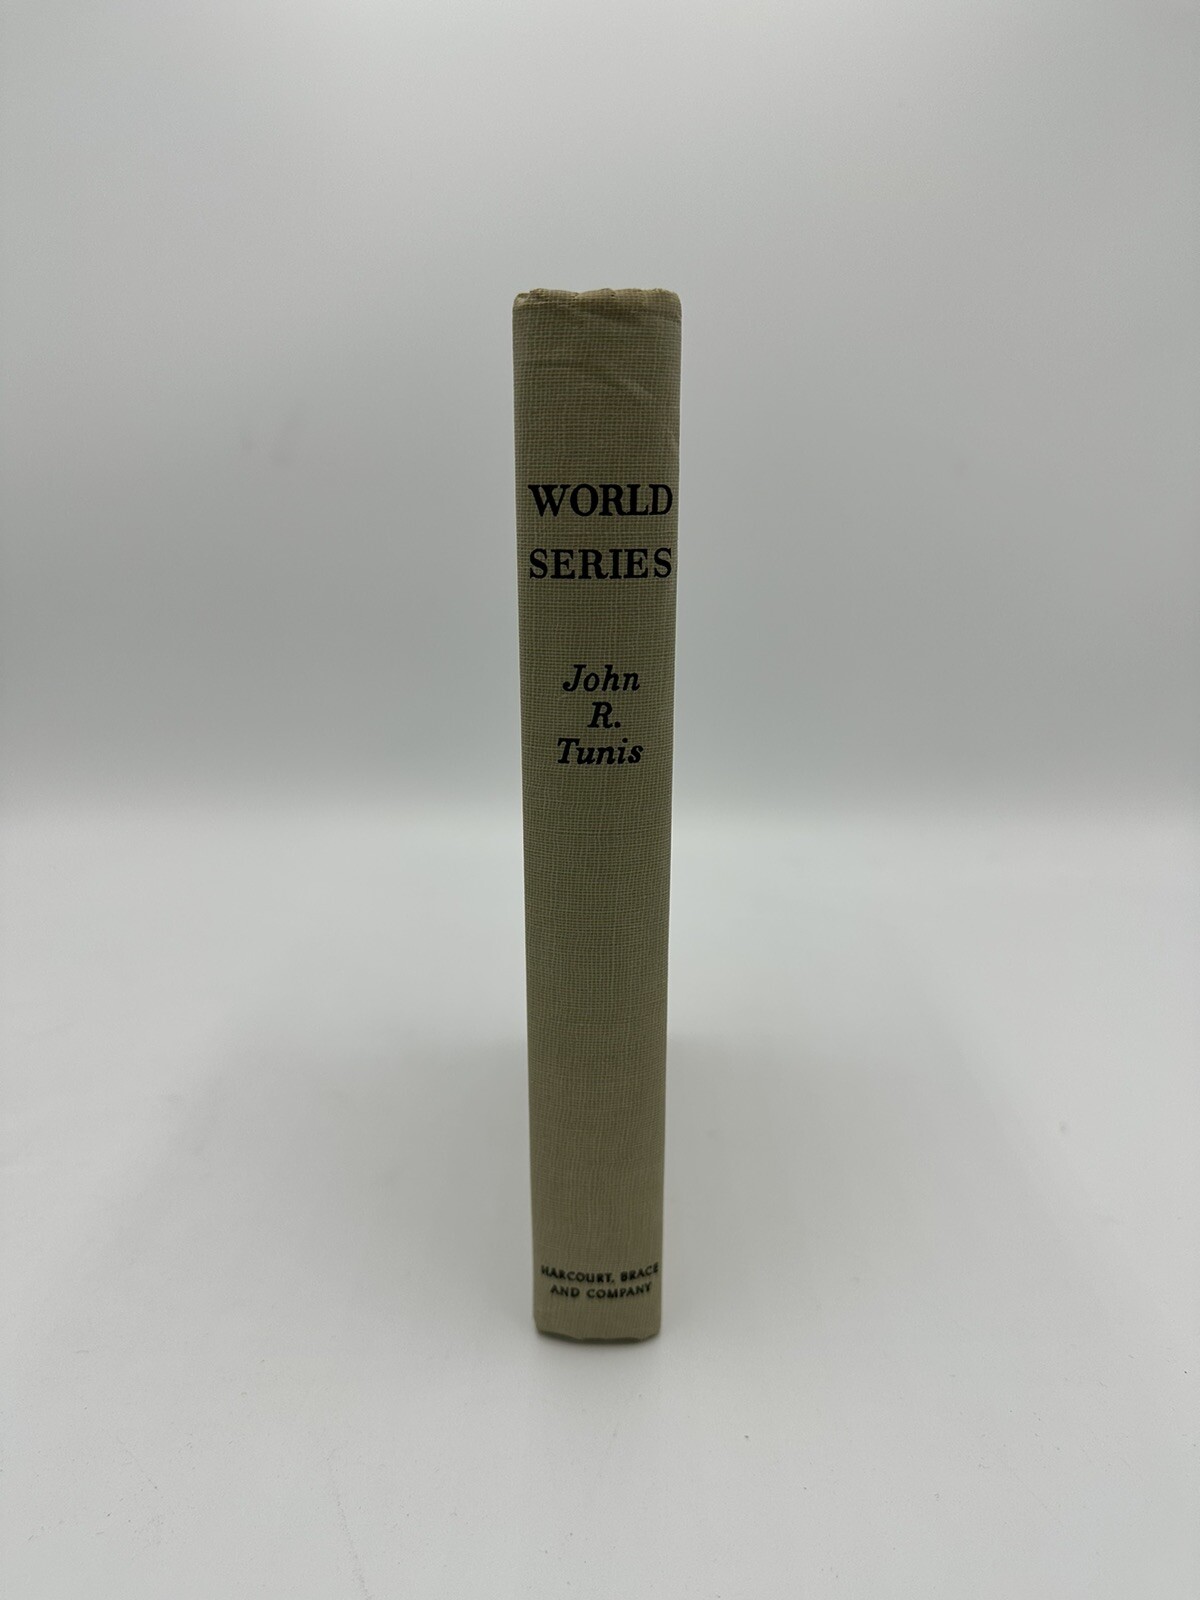 WORLD
SERIES
John
R.
Tunis
HARCOURT, BRACE
AND COMPANY